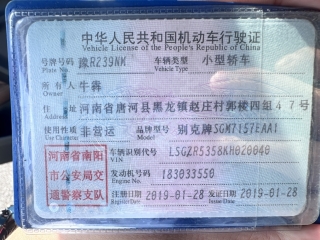 中华人民共和国机动车行驶证
Vehicle License of the People's Republic of China
号牌号码 豫R239NK 车辆类型 小型轿车
Plate No. Vehicle Type
所有人 牛犇
Owner
住址 河南省唐河县黑龙镇赵庄村郭楼四组47号
Address
使用性质 非营运 品牌型号 别克牌SGM7157EAA1
Use Character Model
河南省南阳市公安局交通警察支队
车辆识别代号 LSGZR5358KH020040
VIN
发动机号码 183033550
Engine No.
注册日期 2019-01-28 发证日期 2019-01-28
Register Date Issue Date